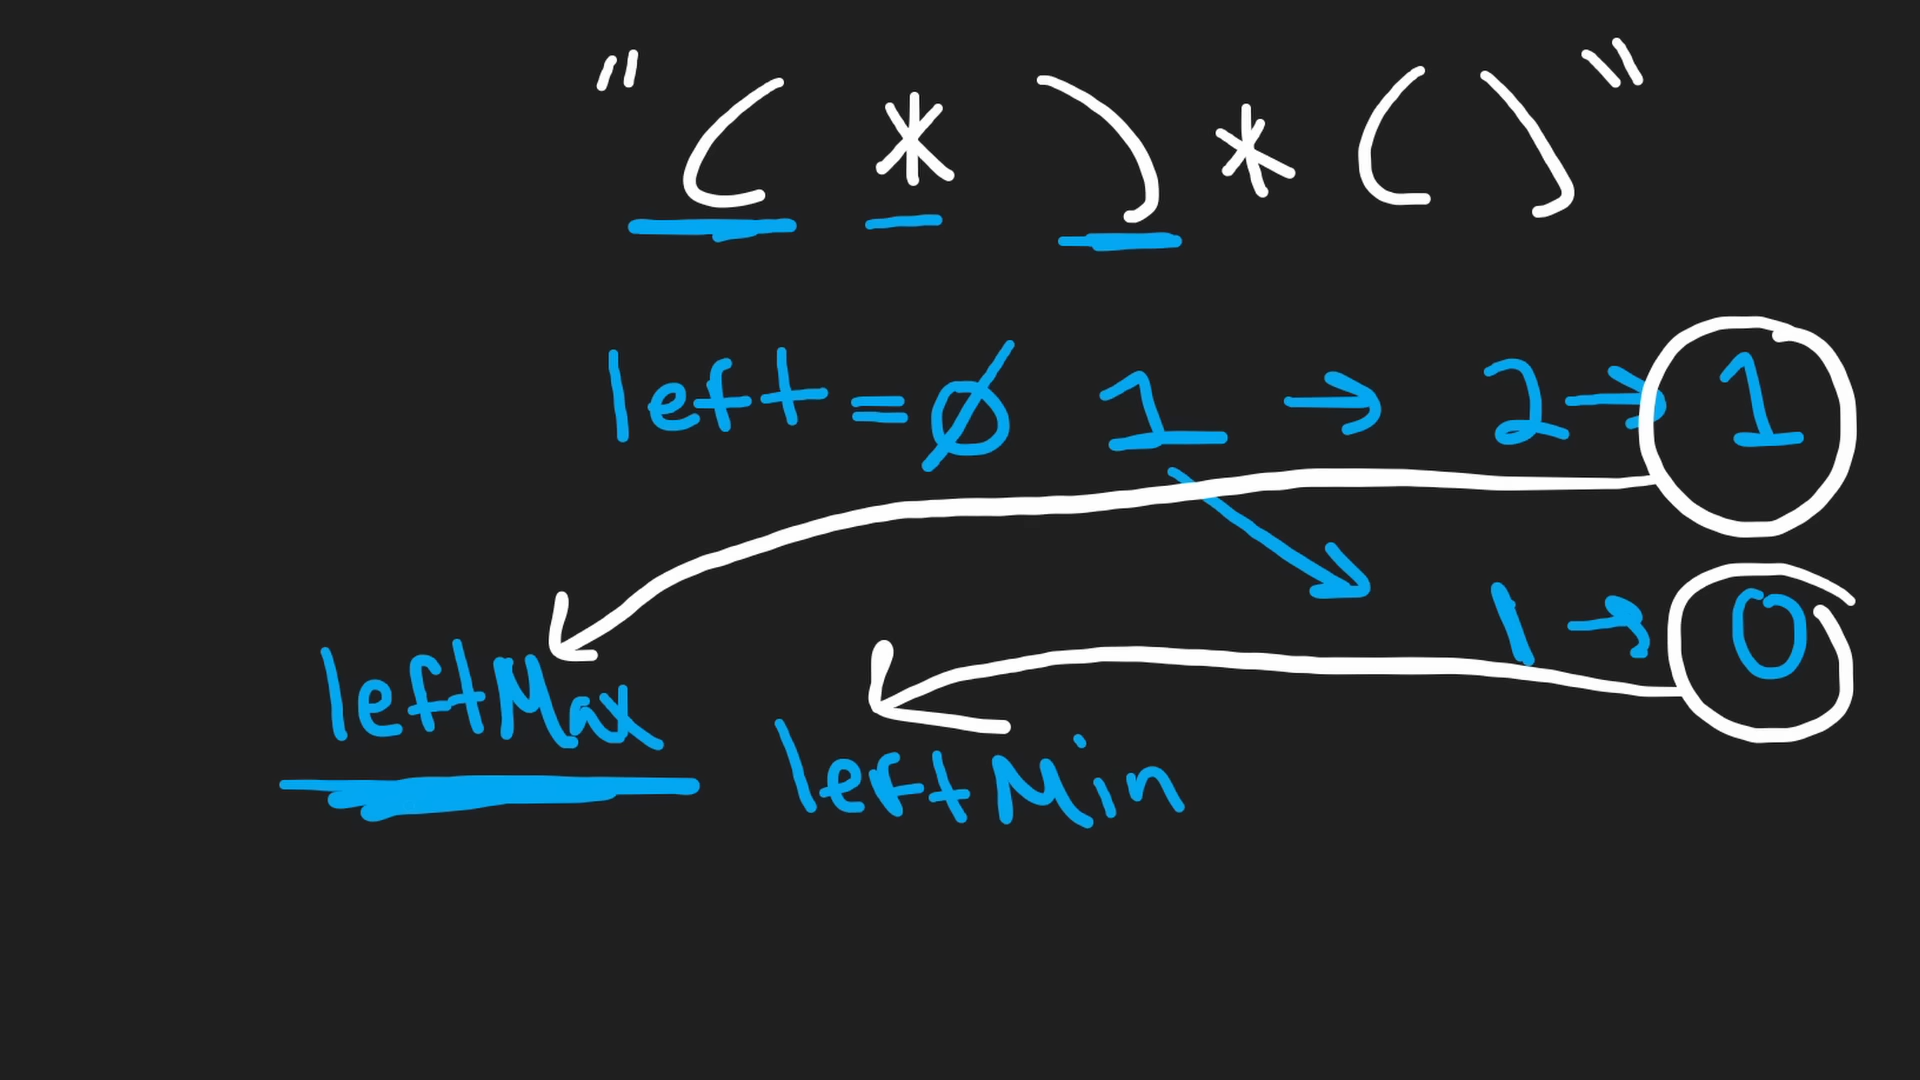 "(*)*()"
left = 0 1 → 2 → 1
1 → 0
leftMax
leftMin